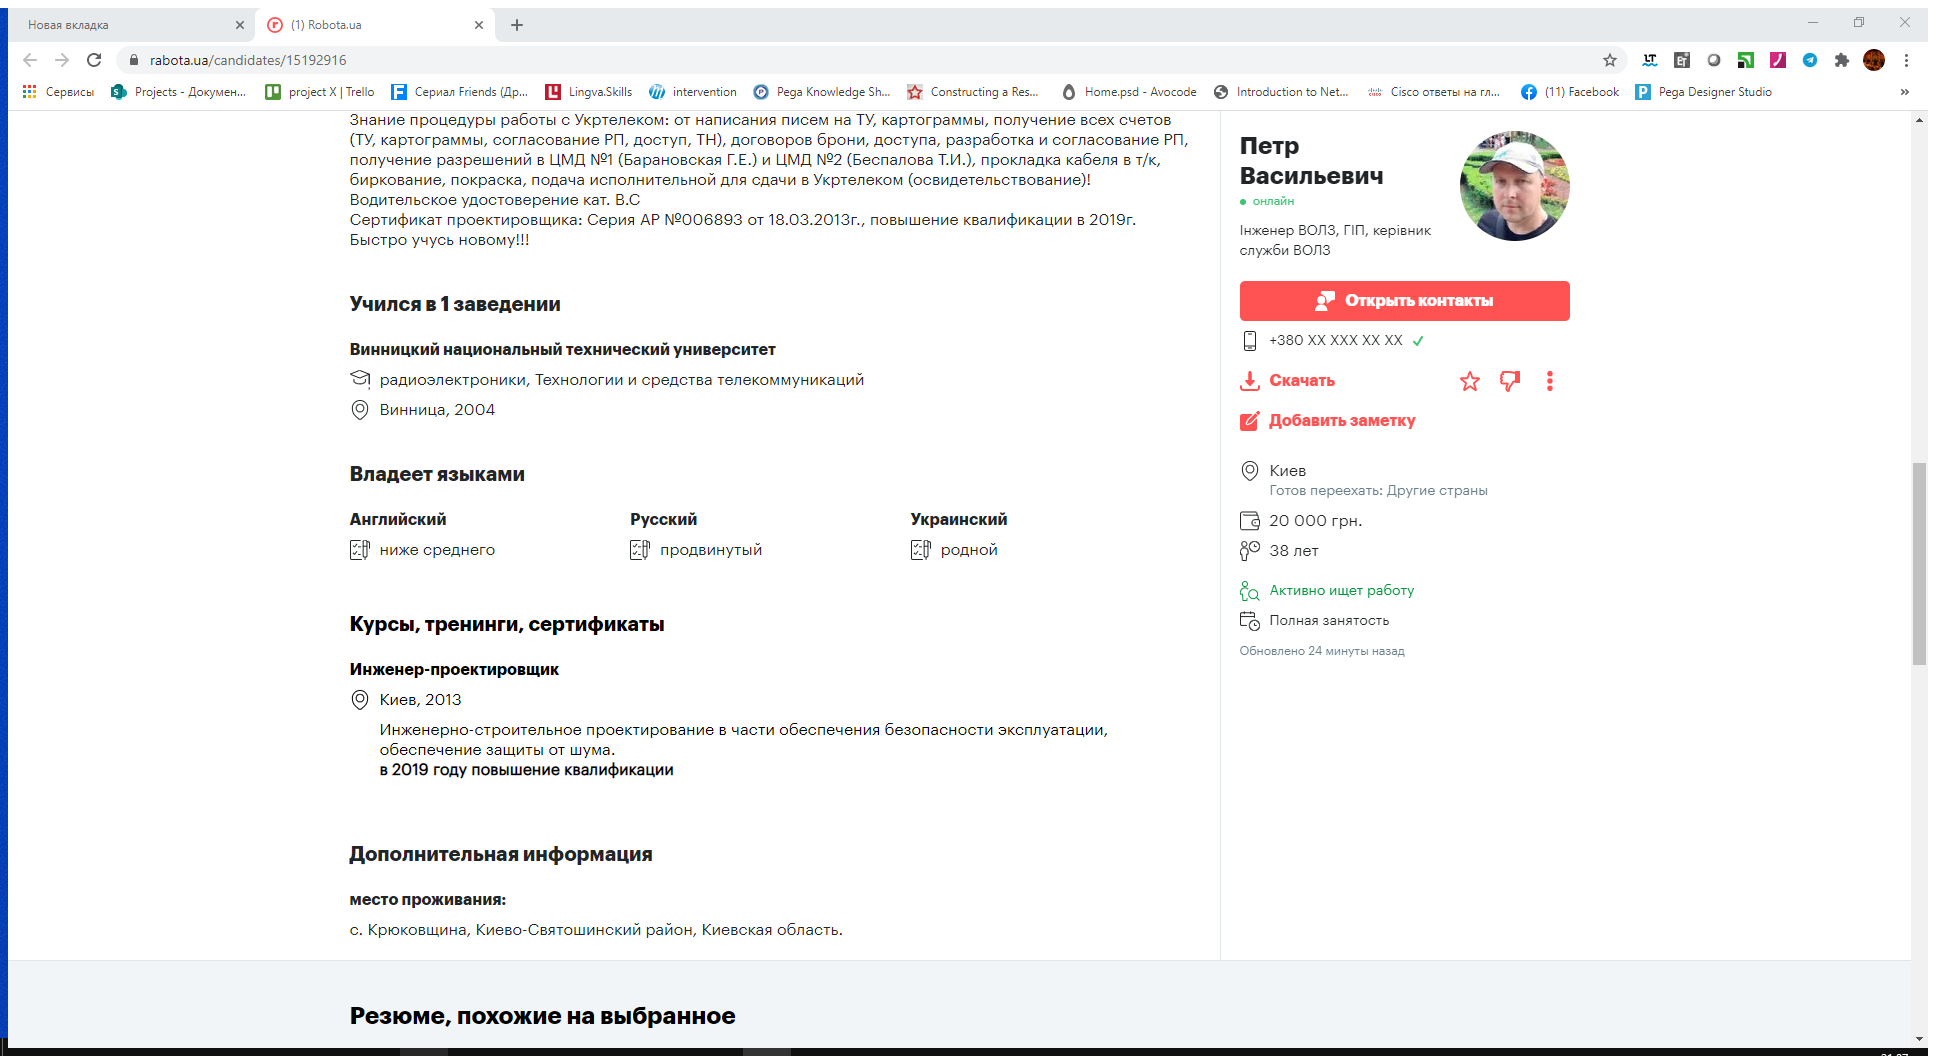 Новая вкладка
(1) Robota.ua
rabota.ua/candidates/15192916
Сервисы
Projects - Докумен...
project X | Trello
Сериал Friends (Др...
Lingva.Skills
intervention
Pega Knowledge Sh...
Constructing a Res...
Home.psd - Avocode
Introduction to Net...
Cisco ответы на гл...
(11) Facebook
Pega Designer Studio
»
Знание процедуры работы с Укртелеком: от написания писем на ТУ, картограммы, получение всех счетов
(ТУ, картограммы, согласование РП, доступ, ТН), договоров брони, доступа, разработка и согласование РП,
получение разрешений в ЦМД №1 (Барановская Г.Е.) и ЦМД №2 (Беспалова Т.И.), прокладка кабеля в т/к,
биркование, покраска, подача исполнительной для сдачи в Укртелеком (освидетельствование)!
Водительское удостоверение кат. В.С
Сертификат проектировщика: Серия АР №006893 от 18.03.2013г., повышение квалификации в 2019г.
Быстро учусь новому!!!
Учился в 1 заведении
Винницкий национальный технический университет
радиоэлектроники, Технологии и средства телекоммуникаций
Винница, 2004
Владеет языками
Английский
ниже среднего
Русский
продвинутый
Украинский
родной
Курсы, тренинги, сертификаты
Инженер-проектировщик
Киев, 2013
Инженерно-строительное проектирование в части обеспечения безопасности эксплуатации,
обеспечение защиты от шума.
в 2019 году повышение квалификации
Дополнительная информация
место проживания:
с. Крюковщина, Киево-Святошинский район, Киевская область.
Резюме, похожие на выбранное
Петр
Васильевич
онлайн
Інженер ВОЛЗ, ГІП, керівник
служби ВОЛЗ
Открыть контакты
+380 XX XXX XX XX
Скачать
Добавить заметку
Киев
Готов переехать: Другие страны
20 000 грн.
38 лет
Активно ищет работу
Полная занятость
Обновлено 24 минуты назад